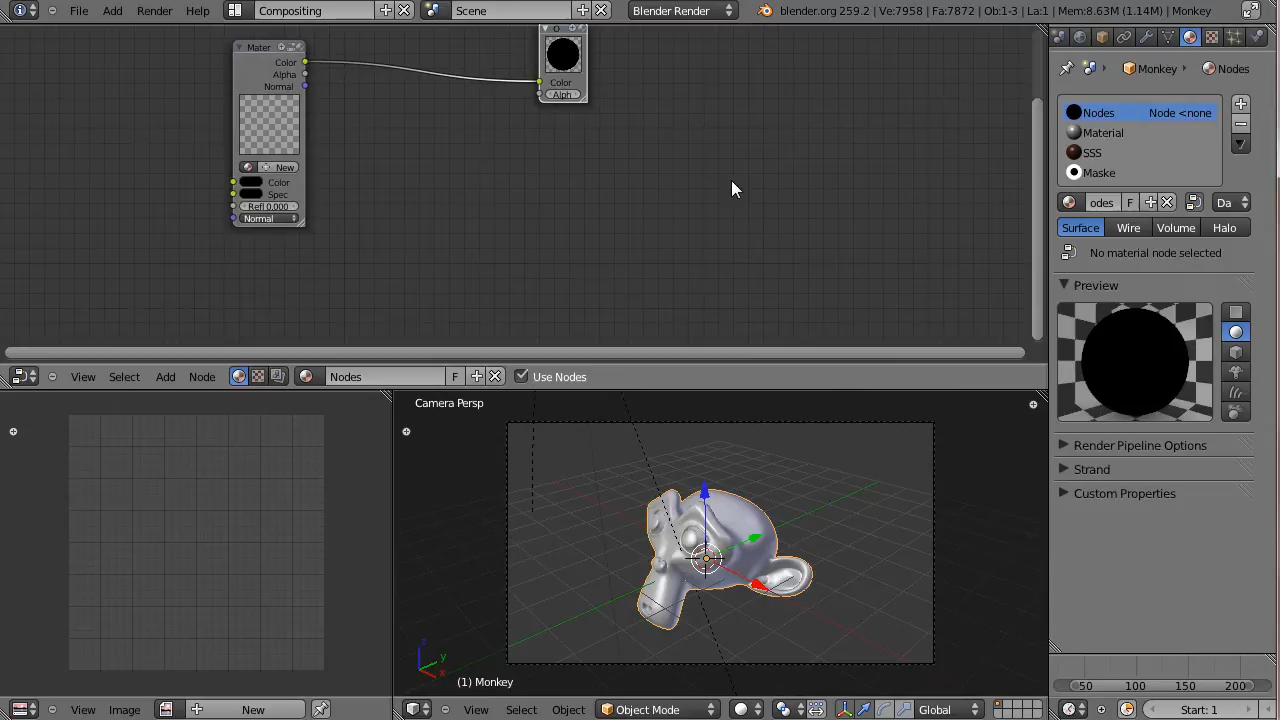 File Add Render Help Compositing Scene Blender Render blender.org 259.2 | Ve:7958 | Fa:7872 | Ob:1-3 | La:1 | Mem:8.63M (1.14M) | Monkey
Mater
Color
Alpha
Normal
New
Color
Spec
Refl 0.000
Normal
O
Color
Alph
Monkey Nodes
Nodes Node <none
Material
SSS
Maske
odes F Da
Surface Wire Volume Halo
No material node selected
Preview
Render Pipeline Options
Strand
Custom Properties
View Select Add Node Nodes F Use Nodes
Camera Persp
z
y
x
(1) Monkey
View Image New
View Select Object Object Mode Global
50 100 150 200
Start: 1